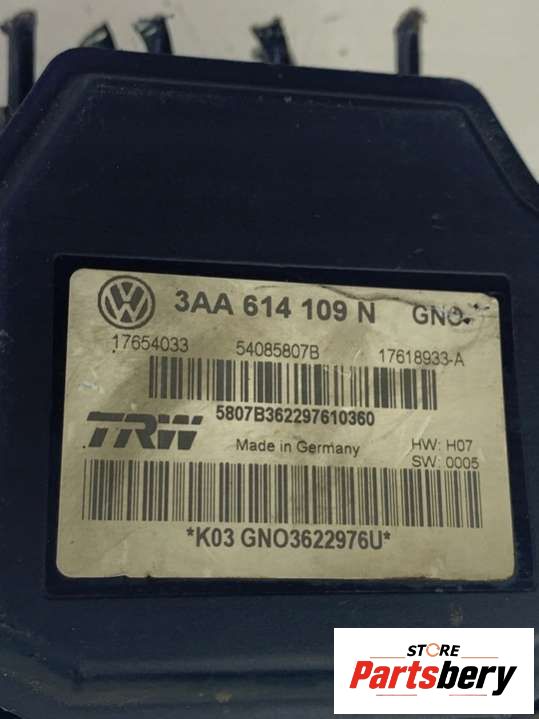 VW 3AA 614 109 N GNO
17654033 54085807B 17618933-A
5807B362297610360
TRW Made in Germany HW: H07
SW: 0005
*K03 GNO3622976U*
STORE
Partsbery